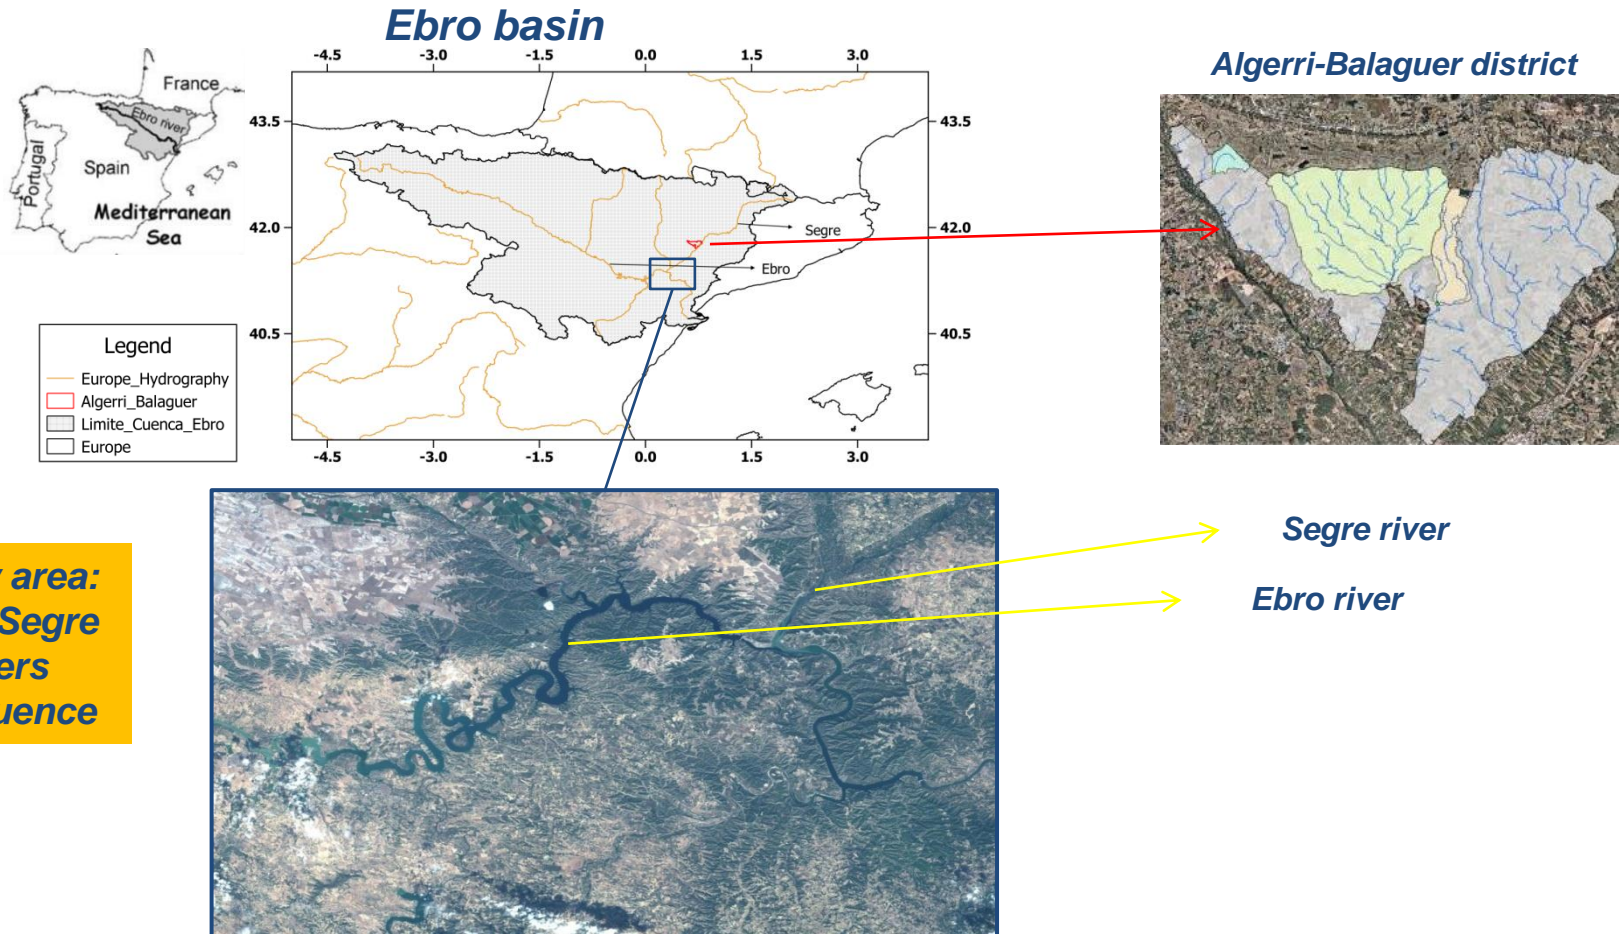 Ebro basin
Algerri-Balaguer district
France
Ebro river
Portugal
Spain
Mediterranean
Sea
-4.5 -3.0 -1.5 0.0 1.5 3.0
43.5 43.5
42.0 42.0
40.5 40.5
-4.5 -3.0 -1.5 0.0 1.5 3.0
Segre
Ebro
Legend
Europe_Hydrography
Algerri_Balaguer
Limite_Cuenca_Ebro
Europe
area:
Segre
Segre river
Ebro river